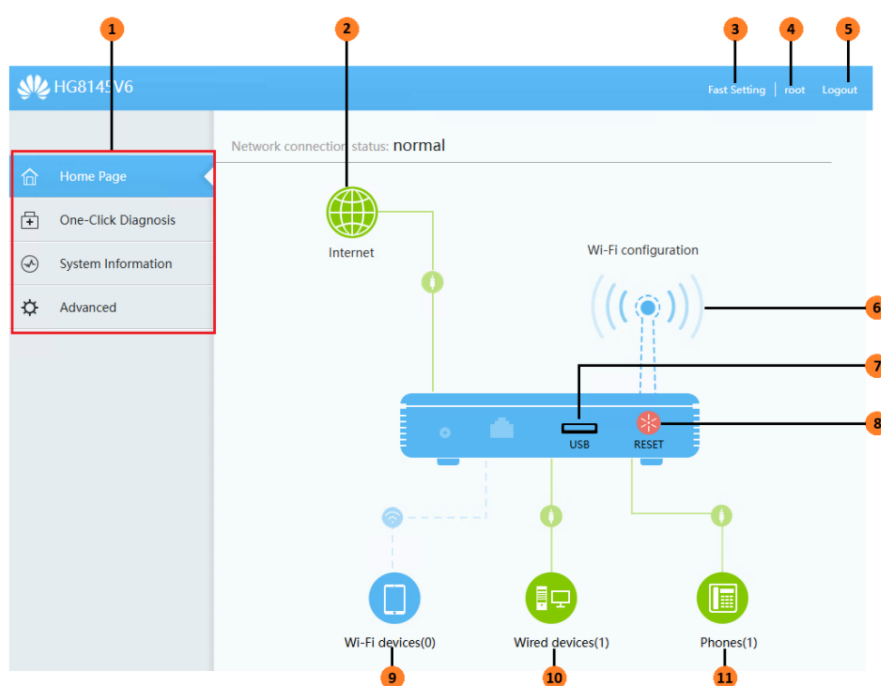 1
2
3
4
5
HG8145V6
Fast Setting | root Logout
Network connection status: normal
Home Page
One-Click Diagnosis
System Information
Advanced
Internet
Wi-Fi configuration
6
7
8
USB
RESET
Wi-Fi devices(0)
Wired devices(1)
Phones(1)
9
10
11